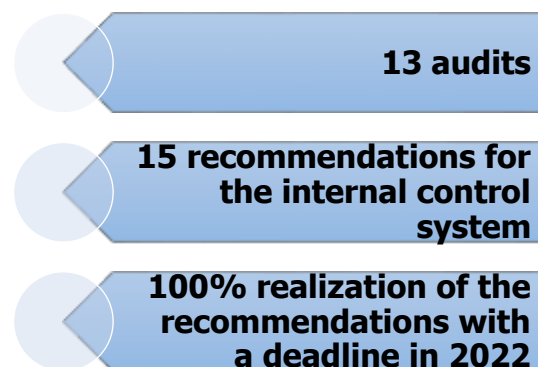 13 audits
15 recommendations for
the internal control
system
100% realization of the
recommendations with
a deadline in 2022